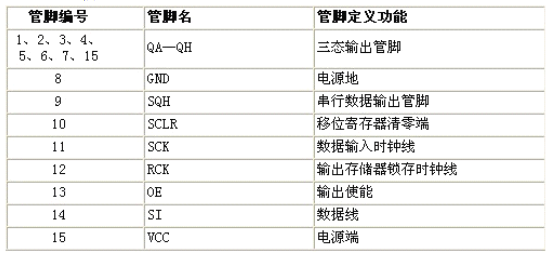 管脚编号 管脚名 管脚定义功能
1、2、3、4、
5、6、7、15 QA—QH 三态输出管脚
8 GND 电源地
9 SQH 串行数据输出管脚
10 SCLR 移位寄存器清零端
11 SCK 数据输入时钟线
12 RCK 输出存储器锁存时钟线
13 OE 输出使能
14 SI 数据线
15 VCC 电源端